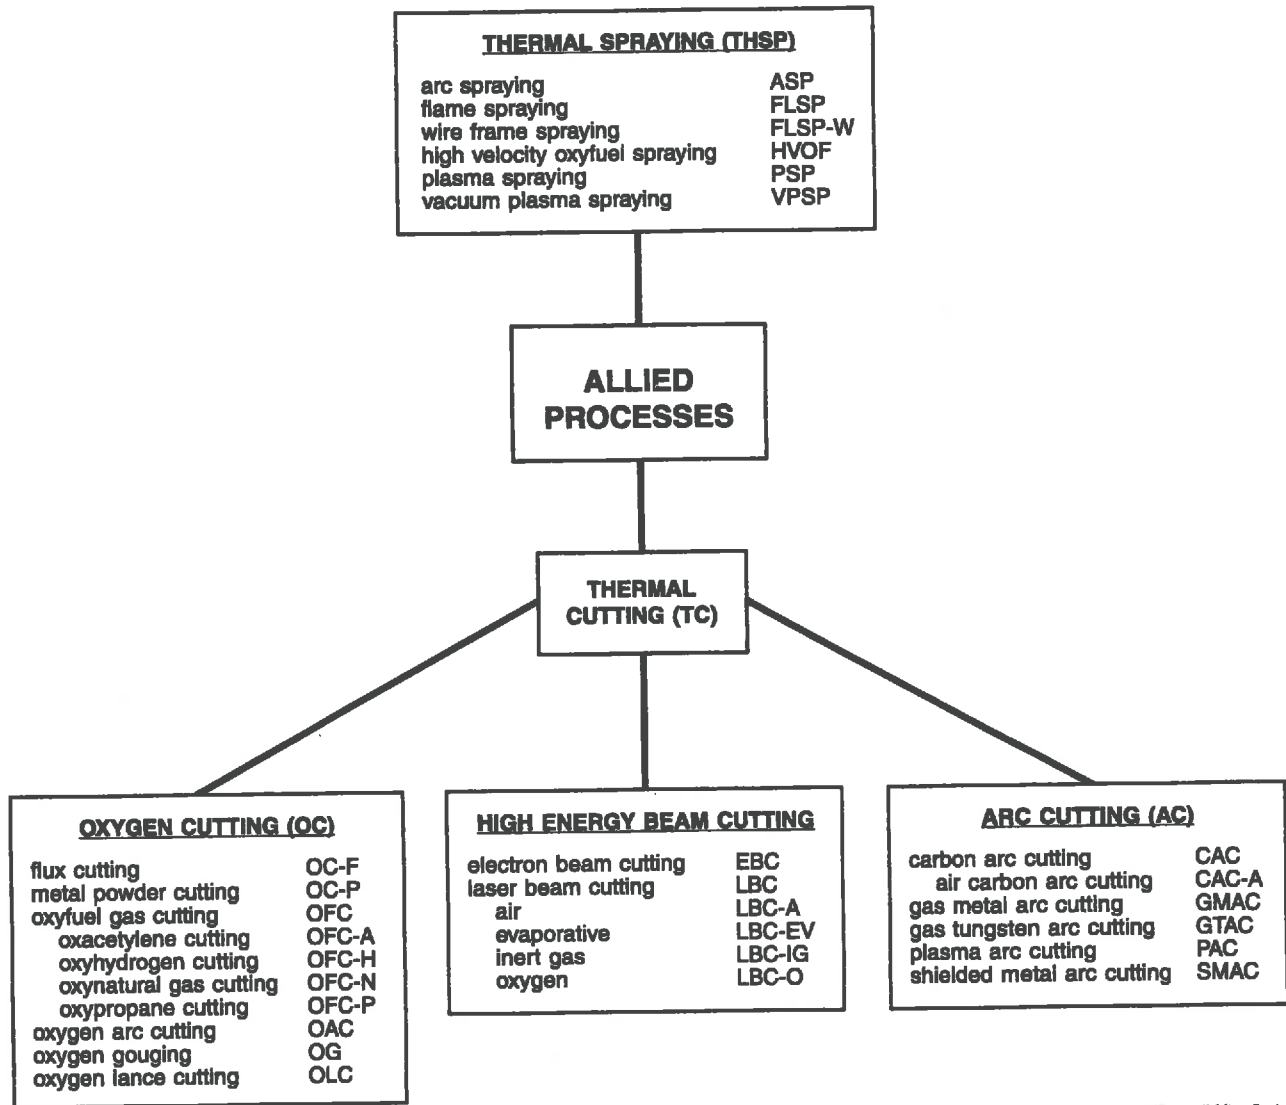 THERMAL SPRAYING (THSP)
arc spraying ASP
flame spraying FLSP
wire frame spraying FLSP-W
high velocity oxyfuel spraying HVOF
plasma spraying PSP
vacuum plasma spraying VPSP
ALLIED
PROCESSES
THERMAL
CUTTING (TC)
OXYGEN CUTTING (OC)
flux cutting OC-F
metal powder cutting OC-P
oxyfuel gas cutting OFC
oxacetylene cutting OFC-A
oxyhydrogen cutting OFC-H
oxynatural gas cutting OFC-N
oxypropane cutting OFC-P
oxygen arc cutting OAC
oxygen gouging OG
oxygen lance cutting OLC
HIGH ENERGY BEAM CUTTING
electron beam cutting EBC
laser beam cutting LBC
air LBC-A
evaporative LBC-EV
inert gas LBC-IG
oxygen LBC-O
ARC CUTTING (AC)
carbon arc cutting CAC
air carbon arc cutting CAC-A
gas metal arc cutting GMAC
gas tungsten arc cutting GTAC
plasma arc cutting PAC
shielded metal arc cutting SMAC